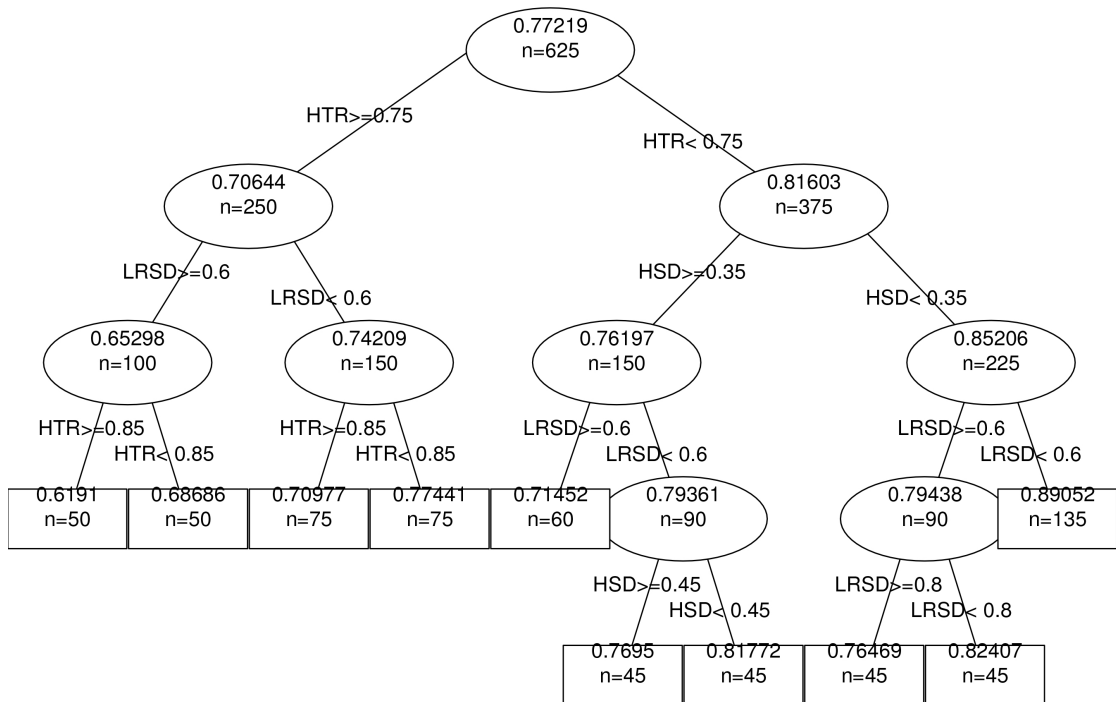 0.77219
n=625
HTR>=0.75
HTR< 0.75
0.70644
n=250
0.81603
n=375
LRSD>=0.6
LRSD< 0.6
HSD>=0.35
HSD< 0.35
0.65298
n=100
0.74209
n=150
0.76197
n=150
0.85206
n=225
HTR>=0.85
HTR< 0.85
HTR>=0.85
HTR< 0.85
LRSD>=0.6
LRSD< 0.6
LRSD>=0.6
LRSD< 0.6
0.6191
n=50
0.68686
n=50
0.70977
n=75
0.77441
n=75
0.71452
n=60
0.79361
n=90
0.79438
n=90
0.89052
n=135
HSD>=0.45
HSD< 0.45
LRSD>=0.8
LRSD< 0.8
0.7695
n=45
0.81772
n=45
0.76469
n=45
0.82407
n=45